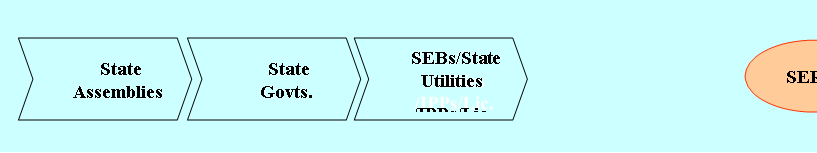 State
Assemblies
State
Govts.
SEBs/State
Utilities